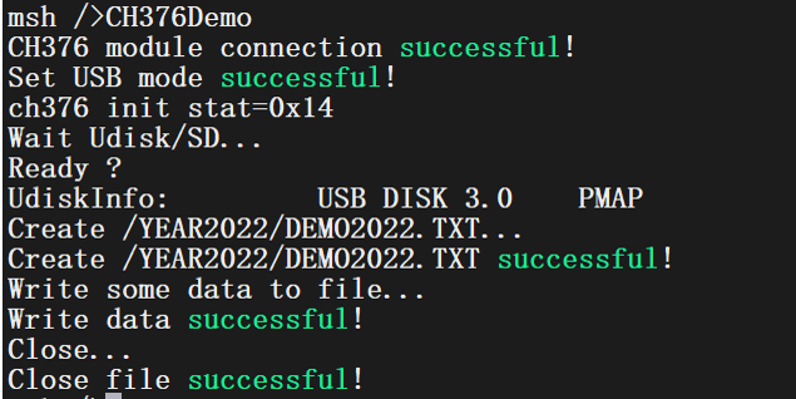 msh />CH376Demo
CH376 module connection successful!
Set USB mode successful!
ch376 init stat=0x14
Wait Udisk/SD...
Ready ?
UdiskInfo: USB DISK 3.0 PMAP
Create /YEAR2022/DEMO2022.TXT...
Create /YEAR2022/DEMO2022.TXT successful!
Write some data to file...
Write data successful!
Close...
Close file successful!